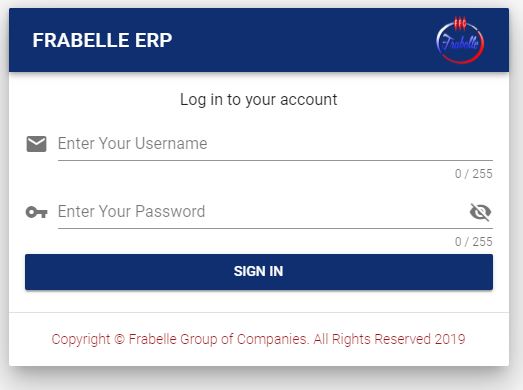 FRABELLE ERP
FFG
Frabelle
Log in to your account
Enter Your Username
0 / 255
Enter Your Password
0 / 255
SIGN IN
Copyright © Frabelle Group of Companies. All Rights Reserved 2019